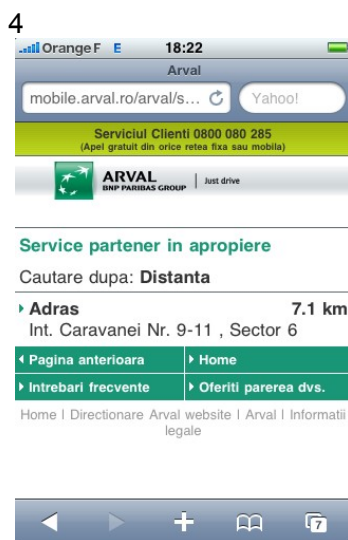 4
Orange F E 18:22
Arval
mobile.arval.ro/arval/s... Yahoo!
Serviciul Clienti 0800 080 285
(Apel gratuit din orice retea fixa sau mobila)
ARVAL
BNP PARIBAS GROUP
Just drive
Service partener in apropiere
Cautare dupa: Distanta
Adras 7.1 km
Int. Caravanei Nr. 9-11 , Sector 6
Pagina anterioara Home
Intrebari frecvente Oferiti parerea dvs.
Home | Directionare Arval website | Arval | Informatii
legale
7